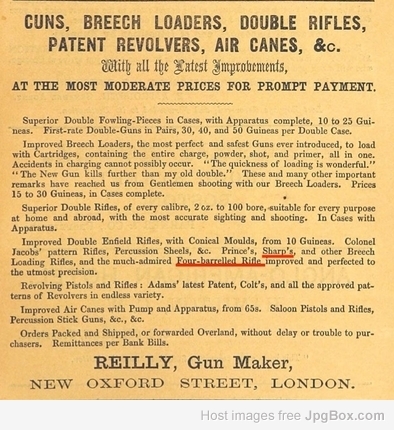 GUNS, BREECH LOADERS, DOUBLE RIFLES,
PATENT REVOLVERS, AIR CANES, &c.
With all the Latest Improvements,
AT THE MOST MODERATE PRICES FOR PROMPT PAYMENT.
Superior Double Fowling-Pieces in Cases, with Apparatus complete, 10 to 25 Gui-
neas. First-rate Double-Guns in Pairs, 30, 40, and 50 Guineas per Double Case.
Improved Breech Loaders, the most perfect and safest Guns ever introduced, to load
with Cartridges, containing the entire charge, powder, shot, and primer, all in one.
Accidents in charging cannot possibly occur. "The quickness of loading is wonderful."
"The New Gun kills further than my old double." These and many other important
remarks have reached us from Gentlemen shooting with our Breech Loaders. Prices
15 to 30 Guineas, in Cases complete.
Superior Double Rifles, of every calibre, 2 oz. to 100 bore, suitable for every purpose
at home and abroad, with the most accurate sighting and shooting. In Cases with
Apparatus.
Improved Double Enfield Rifles, with Conical Moulds, from 10 Guineas. Colonel
Jacobs' pattern Rifles, Percussion Sheels, &c. Prince's, Sharp's, and other Breech
Loading Rifles, and the much-admired Four-barrelled Rifle improved and perfected to
the utmost precision.
Revolving Pistols and Rifles: Adams' latest Patent, Colt's, and all the approved pat-
terns of Revolvers in endless variety.
Improved Air Canes with Pump and Apparatus, from 65s. Saloon Pistols and Rifles,
Percussion Stick Guns, &c., &c.
Orders Packed and Shipped, or forwarded Overland, without delay or trouble to pur-
chasers. Remittances per Bank Bills.
REILLY, Gun Maker,
NEW OXFORD STREET, LONDON.
Host images free JpgBox.com